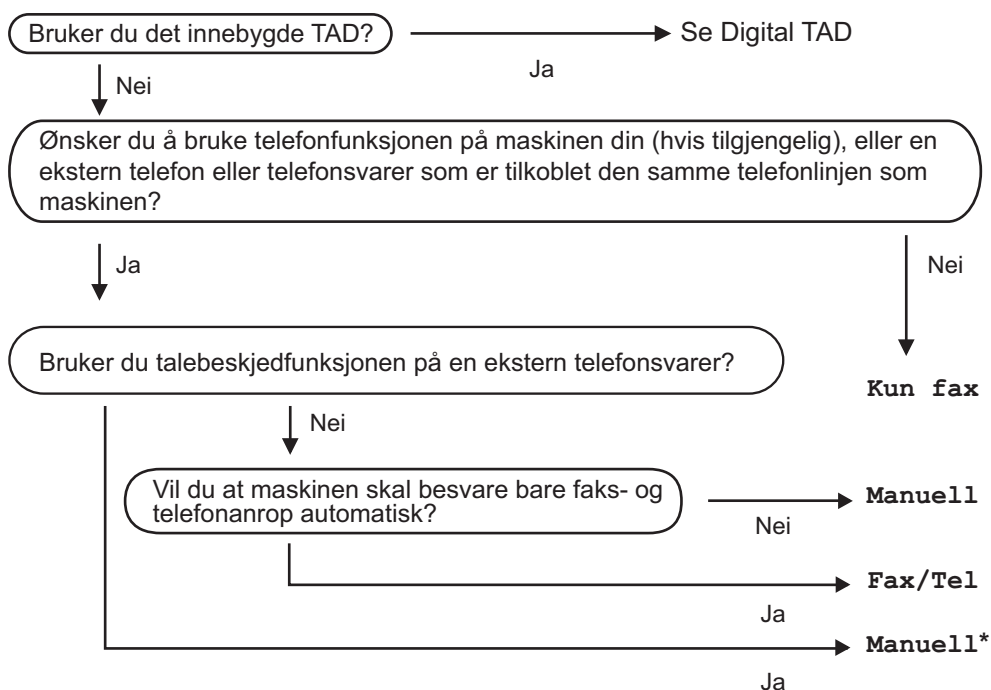 Bruker du det innebygde TAD?
Se Digital TAD
Ja
Nei
Ønsker du å bruke telefonfunksjonen på maskinen din (hvis tilgjengelig), eller en
ekstern telefon eller telefonsvarer som er tilkoblet den samme telefonlinjen som
maskinen?
Ja
Nei
Bruker du talebeskjedfunksjonen på en ekstern telefonsvarer?
Kun fax
Nei
Vil du at maskinen skal besvare bare faks- og
telefonanrop automatisk?
Manuell
Nei
Fax/Tel
Ja
Manuell*
Ja